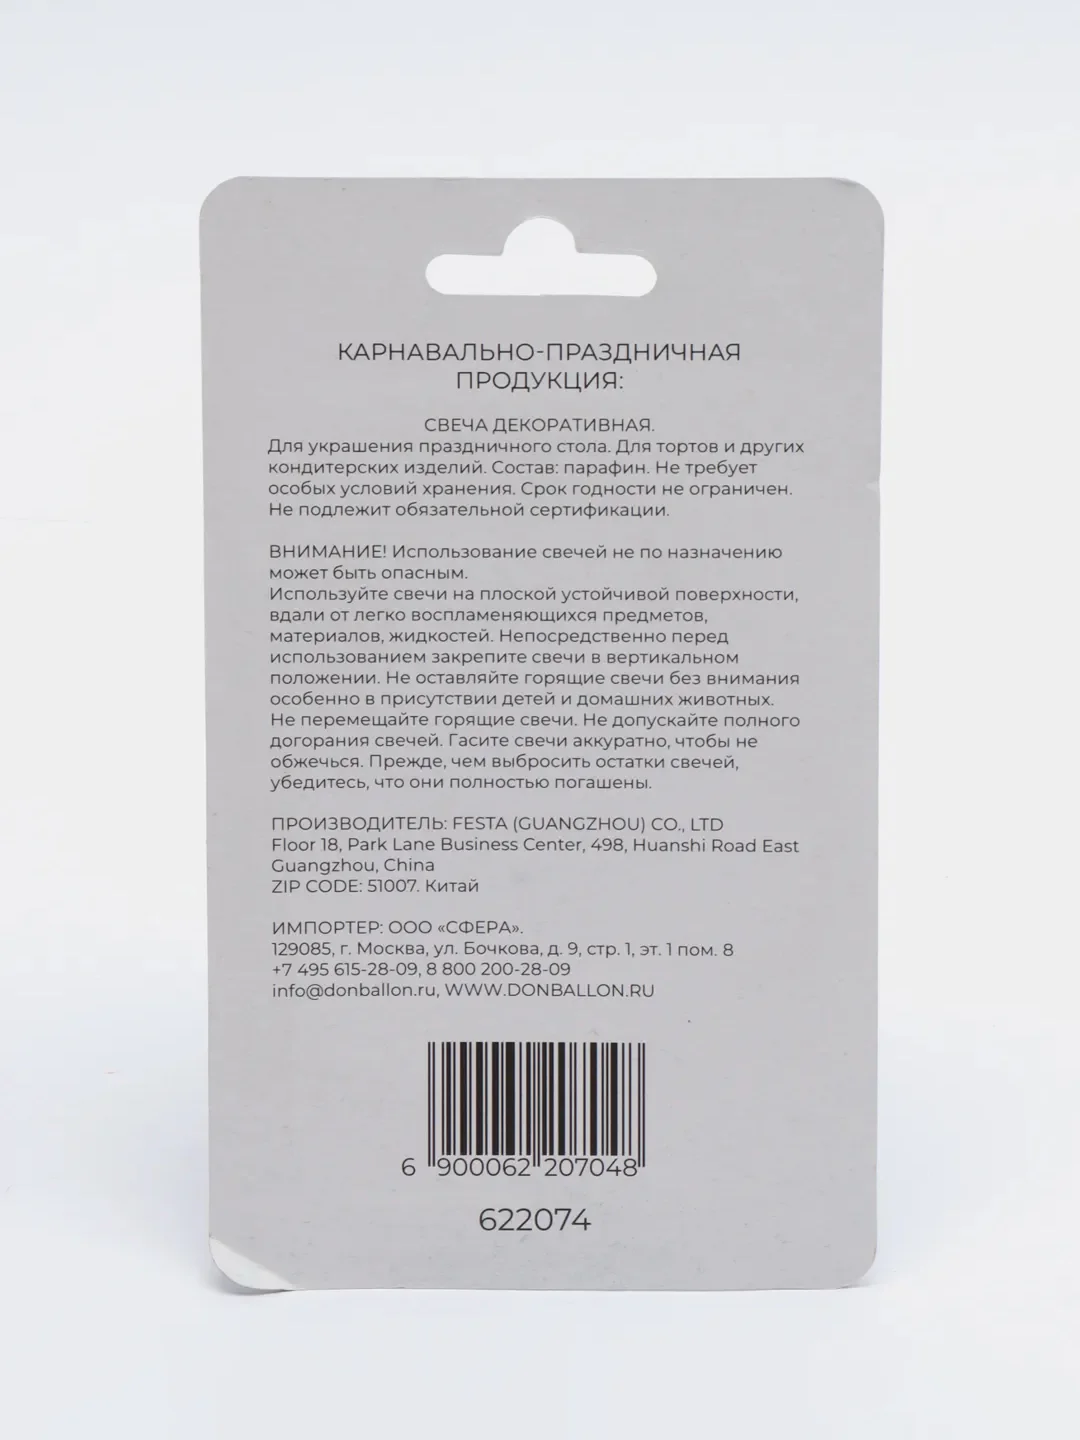 КАРНАВАЛЬНО-ПРАЗДНИЧНАЯ
ПРОДУКЦИЯ:
СВЕЧА ДЕКОРАТИВНАЯ.
Для украшения праздничного стола. Для тортов и других
кондитерских изделий. Состав: парафин. Не требует
особых условий хранения. Срок годности не ограничен.
Не подлежит обязательной сертификации.
ВНИМАНИЕ! Использование свечей не по назначению
может быть опасным.
Используйте свечи на плоской устойчивой поверхности,
вдали от легко воспламеняющихся предметов,
материалов, жидкостей. Непосредственно перед
использованием закрепите свечи в вертикальном
положении. Не оставляйте горящие свечи без внимания
особенно в присутствии детей и домашних животных.
Не перемещайте горящие свечи. Не допускайте полного
догорания свечей. Гасите свечи аккуратно, чтобы не
обжечься. Прежде, чем выбросить остатки свечей,
убедитесь, что они полностью погашены.
ПРОИЗВОДИТЕЛЬ: FESTA (GUANGZHOU) CO., LTD
Floor 18, Park Lane Business Center, 498, Huanshi Road East
Guangzhou, China
ZIP CODE: 51007. Китай
ИМПОРТЕР: ООО «СФЕРА».
129085, г. Москва, ул. Бочкова, д. 9, стр. 1, эт. 1 пом. 8
+7 495 615-28-09, 8 800 200-28-09
info@donballon.ru, WWW.DONBALLON.RU
6 900062 207048
622074